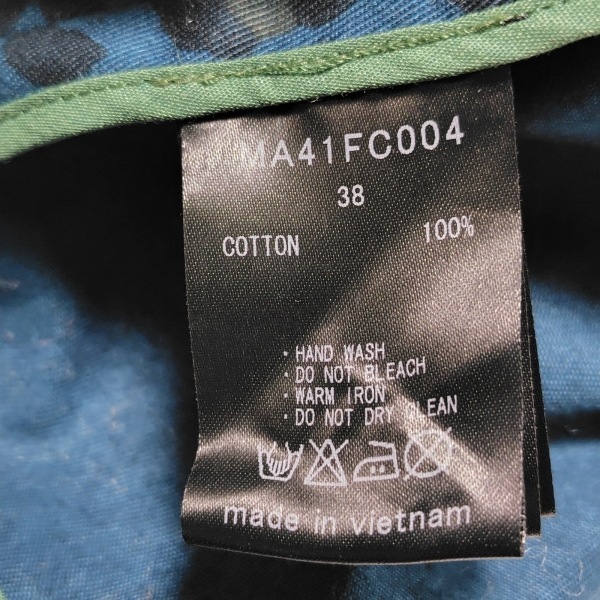 MA41FC004
38
COTTON 100%
・HAND WASH
・DO NOT BLEACH
・WARM IRON
・DO NOT DRY CLEAN
made in vietnam